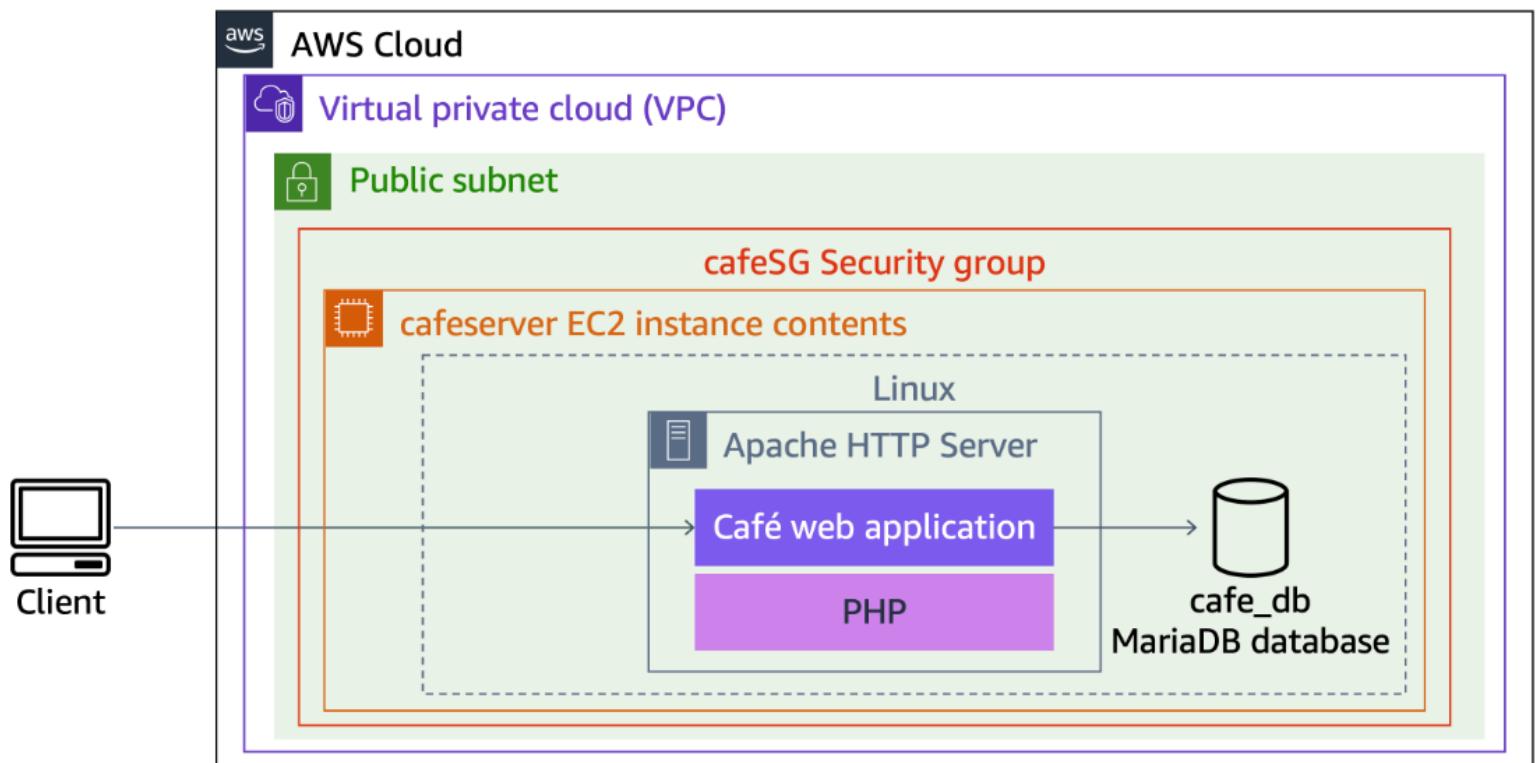 aws
AWS Cloud
Virtual private cloud (VPC)
Public subnet
cafeSG Security group
cafeserver EC2 instance contents
Linux
Apache HTTP Server
Café web application
PHP
Client
cafe_db
MariaDB database